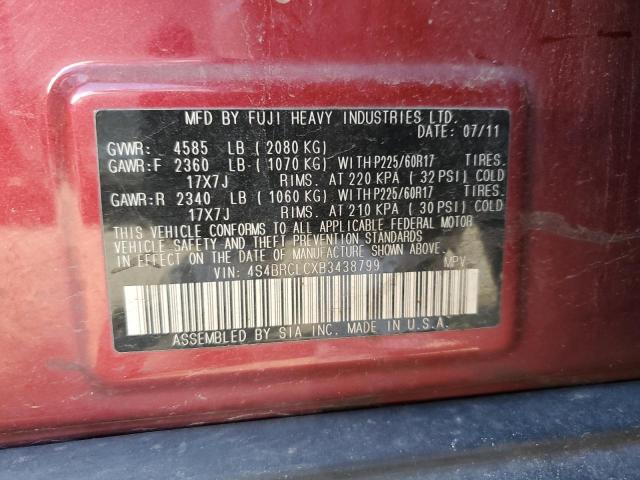 MFD BY FUJI HEAVY INDUSTRIES LTD.
DATE: 07/11
GVWR: 4585 LB (2080 KG)
GAWR:F 2360 LB (1070 KG) WITH P225/60R17 TIRES.
17X7J RIMS. AT 220 KPA (32 PSI) COLD
GAWR:R 2340 LB (1060 KG) WITH P225/60R17 TIRES.
17X7J RIMS. AT 210 KPA (30 PSI) COLD
THIS VEHICLE CONFORMS TO ALL APPLICABLE FEDERAL MOTOR
VEHICLE SAFETY AND THEFT PREVENTION STANDARDS
IN EFFECT ON THE DATE OF MANUFACTURE SHOWN ABOVE.
VIN: 4S4BRCLCXB3438799 MPV
ASSEMBLED BY SIA INC. MADE IN U.S.A.